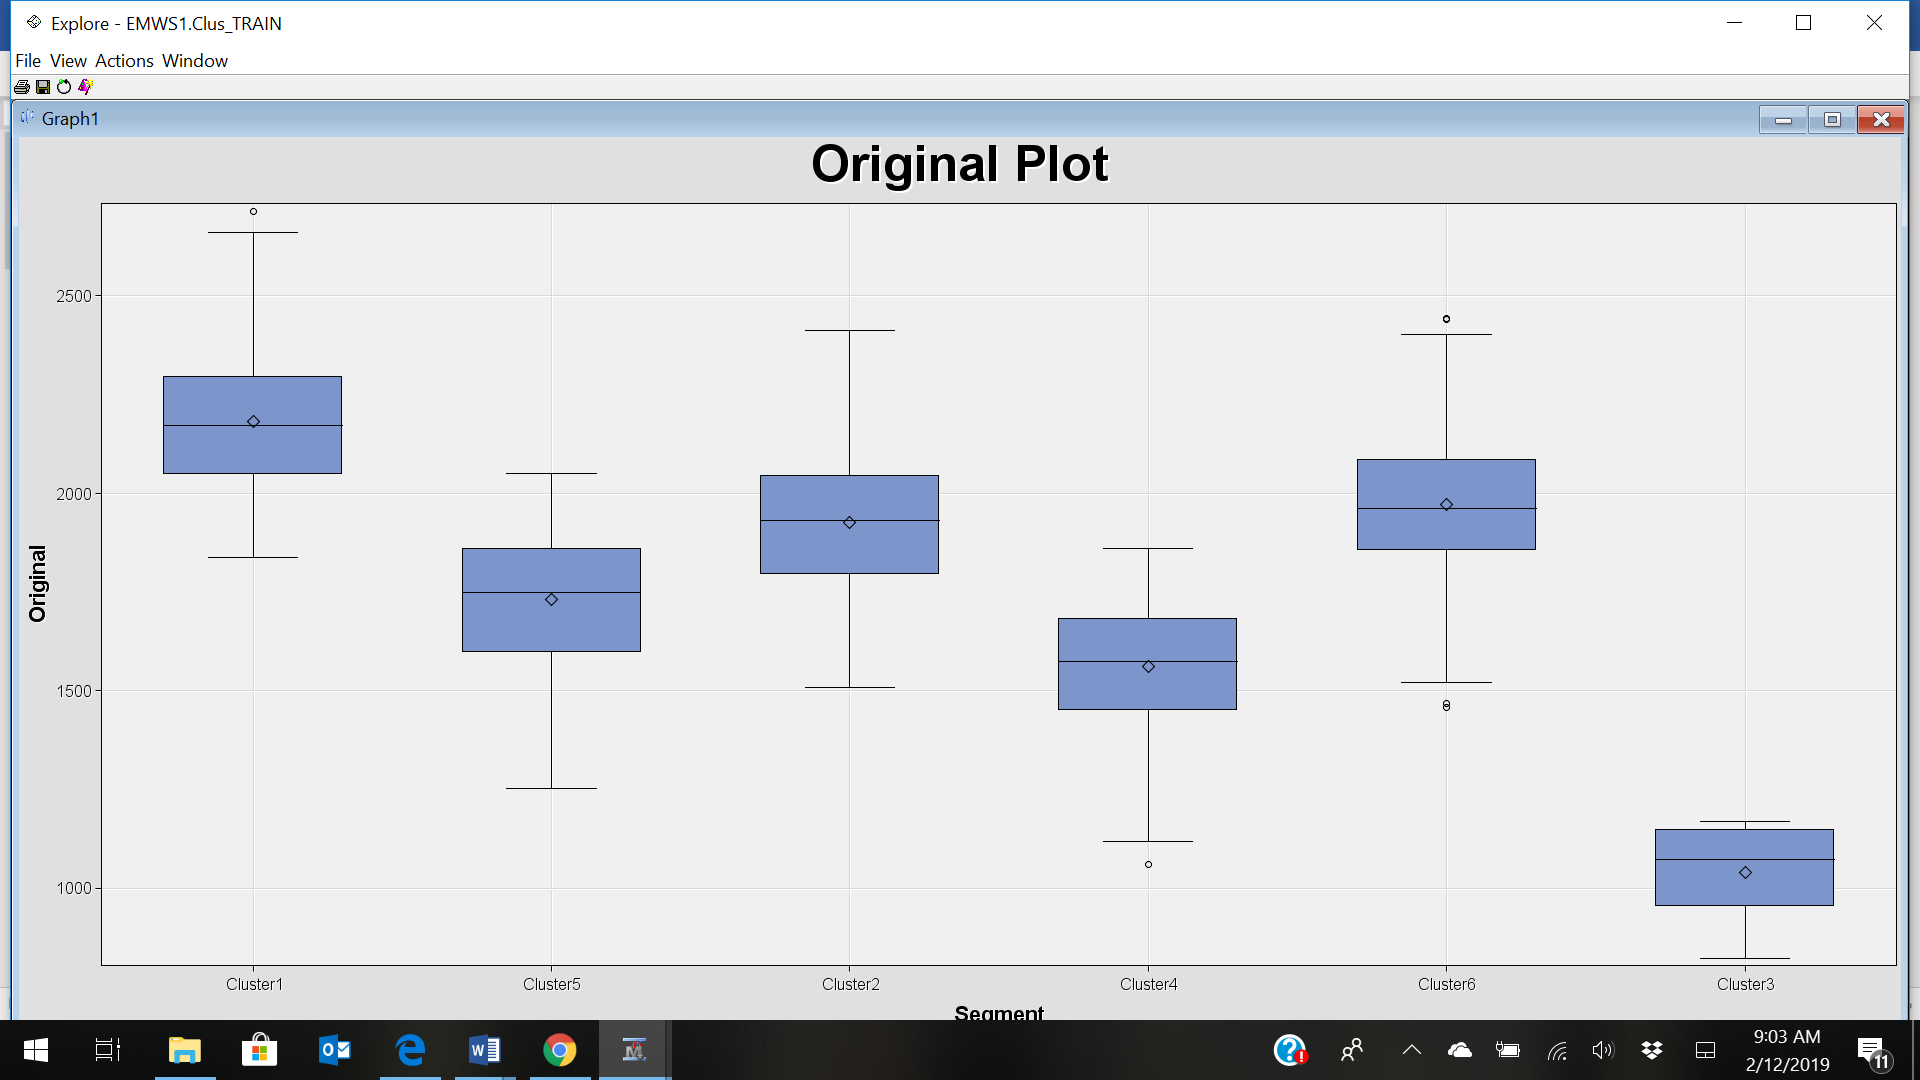 Explore - EMWS1.Clus_TRAIN
File View Actions Window
Graph1
Original Plot
2500
2000
1500
1000
Original
Cluster1 Cluster5 Cluster2 Cluster4 Cluster6 Cluster3
Segment
9:03 AM
2/12/2019
11